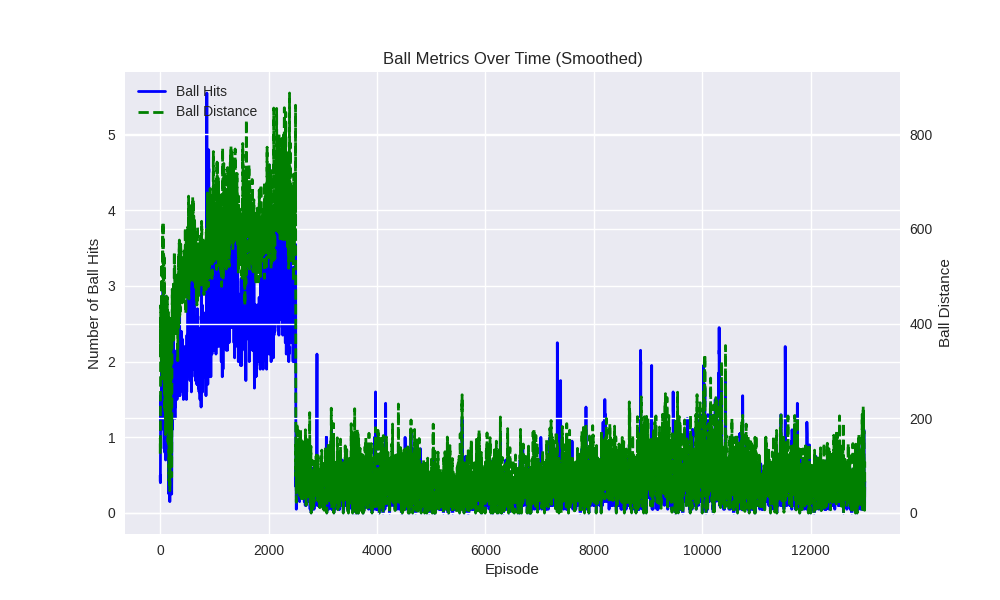 Ball Metrics Over Time (Smoothed)
Ball Hits
Ball Distance
Number of Ball Hits
5
4
3
2
1
0
800
600
400
200
0
Ball Distance
0 2000 4000 6000 8000 10000 12000
Episode